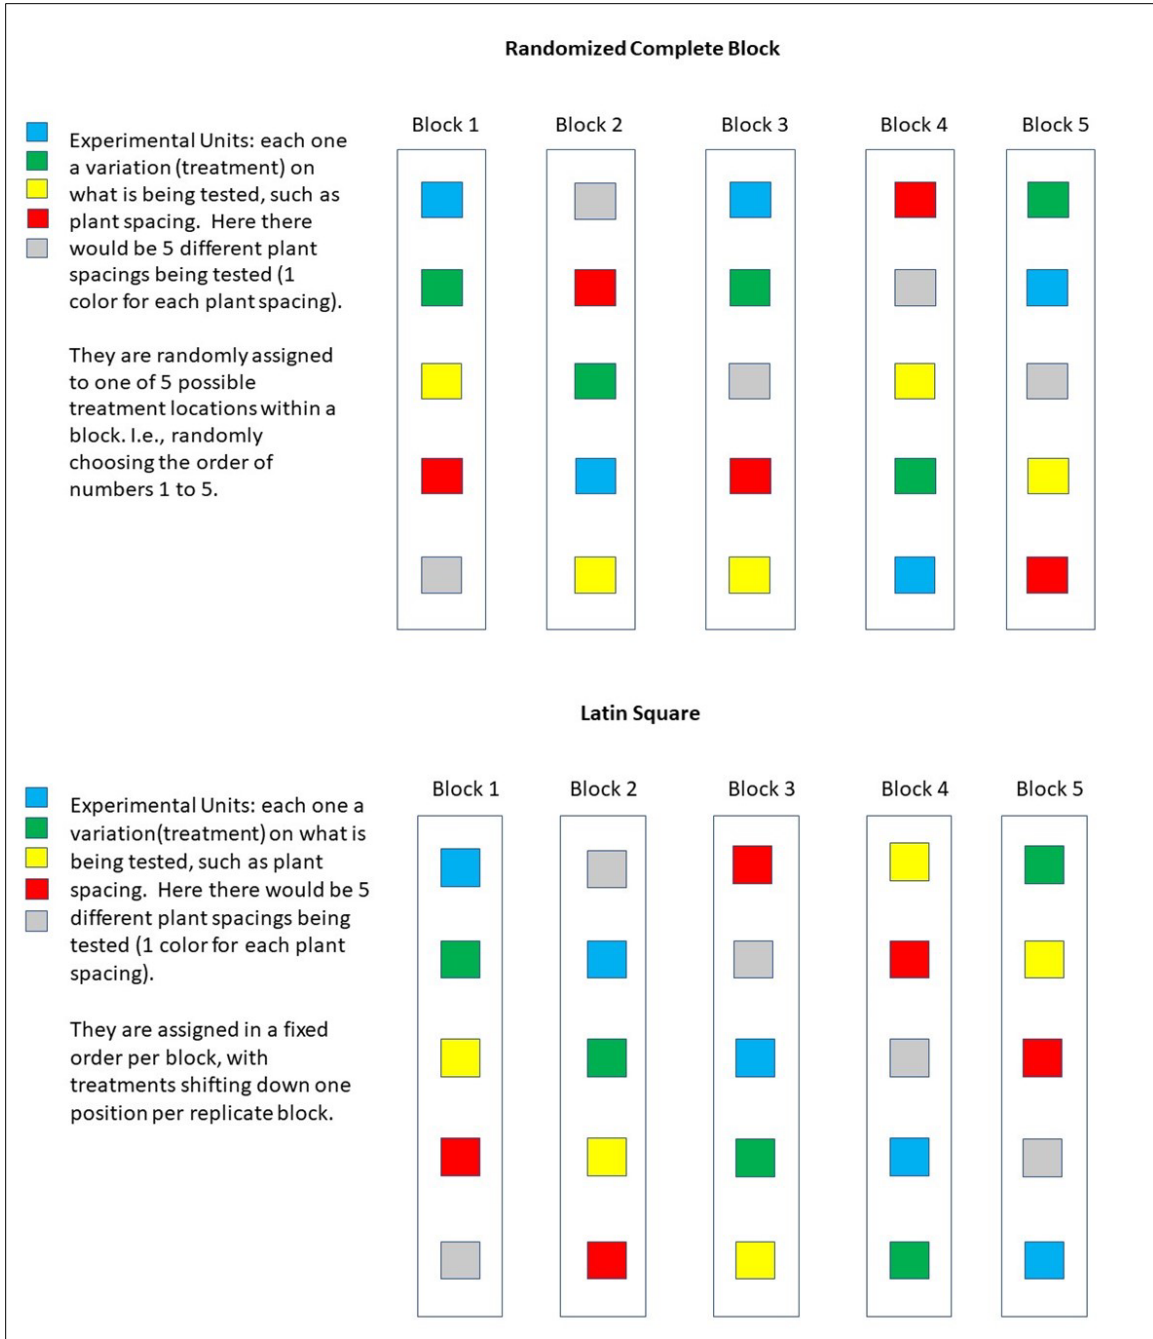 Randomized Complete Block
Block 1 Block 2 Block 3 Block 4 Block 5
Experimental Units: each one
a variation (treatment) on
what is being tested, such as
plant spacing. Here there
would be 5 different plant
spacings being tested (1
color for each plant spacing).
They are randomly assigned
to one of 5 possible
treatment locations within a
block. I.e., randomly
choosing the order of
numbers 1 to 5.
Latin Square
Block 1 Block 2 Block 3 Block 4 Block 5
Experimental Units: each one a
variation(treatment) on what is
being tested, such as plant
spacing. Here there would be 5
different plant spacings being
tested (1 color for each plant
spacing).
They are assigned in a fixed
order per block, with
treatments shifting down one
position per replicate block.